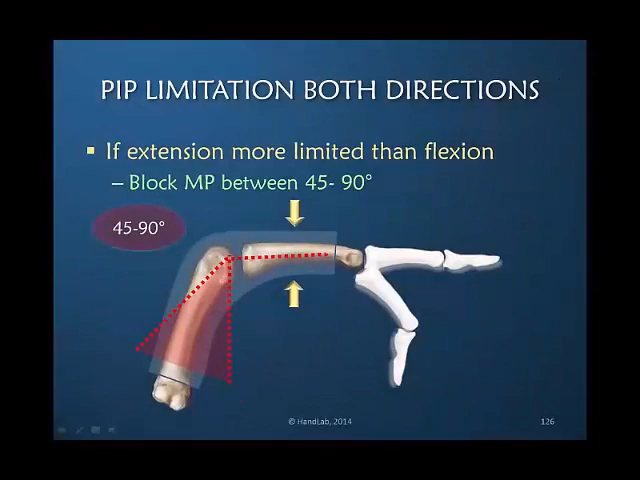 PIP LIMITATION BOTH DIRECTIONS
▪ If extension more limited than flexion
– Block MP between 45- 90°
45-90°
© HandLab, 2014
126